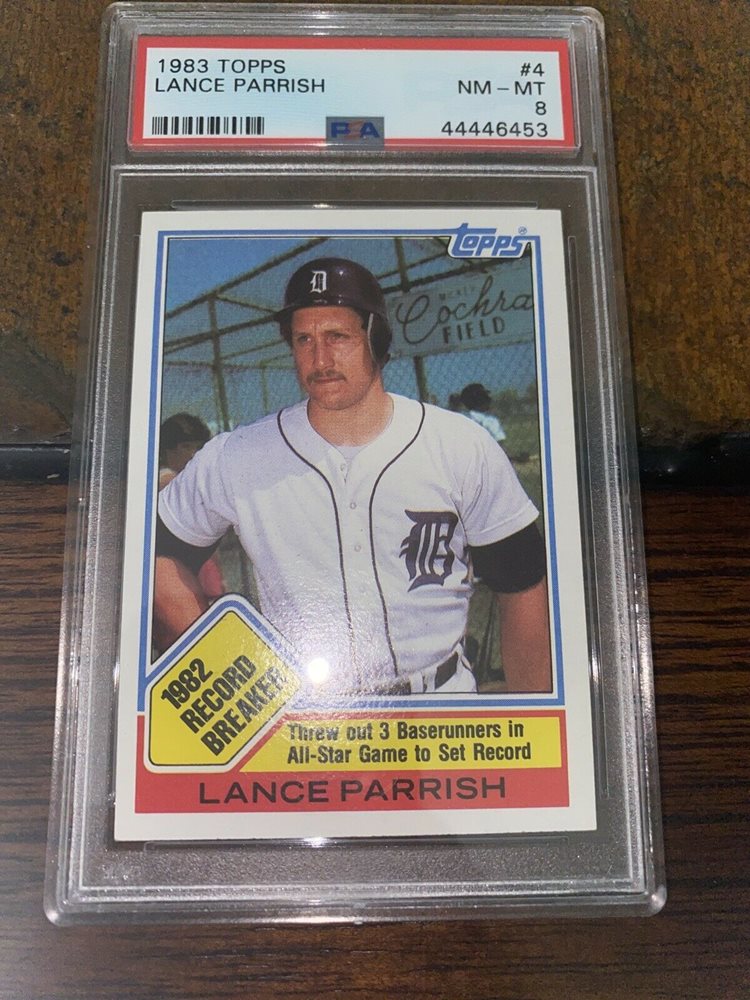 1983 TOPPS #4
LANCE PARRISH NM - MT
8
PSA 44446453
topps®
D
Cochra
FIELD
D
1982
RECORD
BREAKER
Threw out 3 Baserunners in
All-Star Game to Set Record
LANCE PARRISH